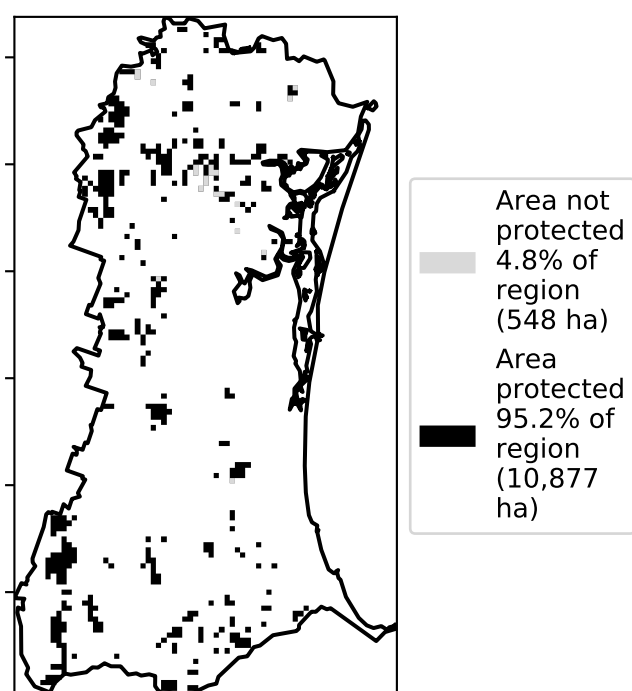 Area not
protected
4.8% of
region
(548 ha)
Area
protected
95.2% of
region
(10,877
ha)